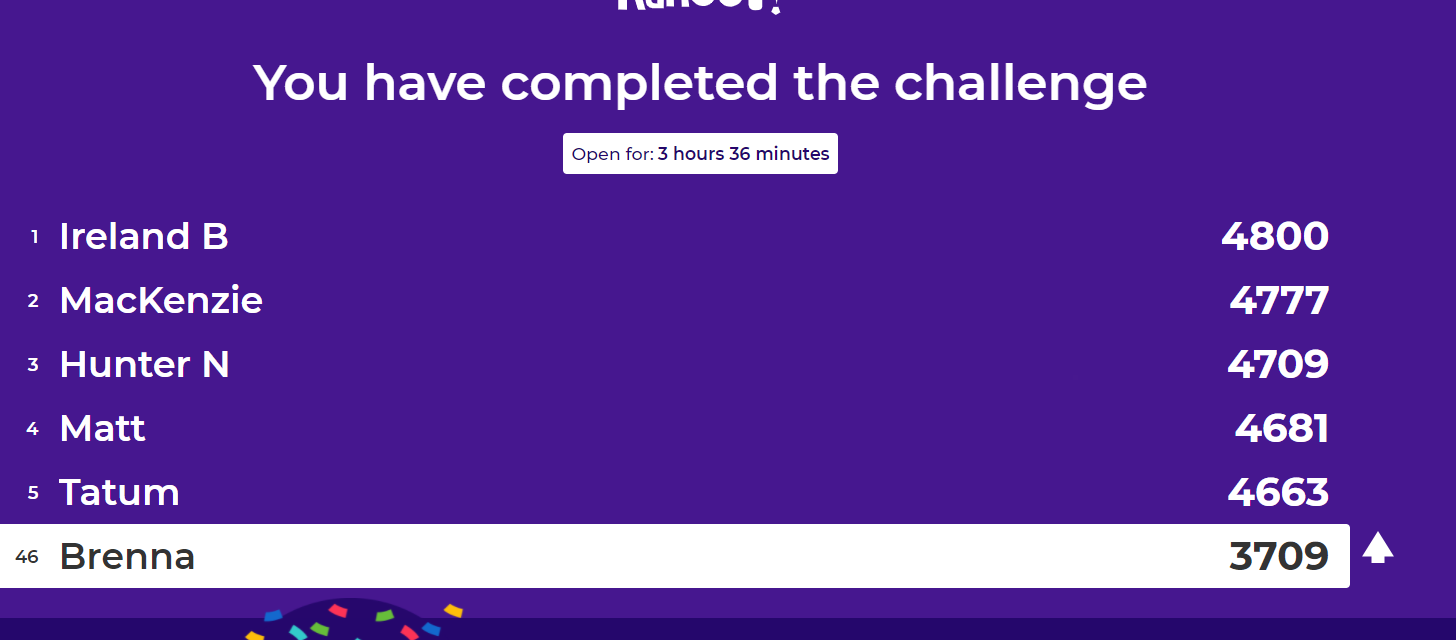 Kahoot!
You have completed the challenge
Open for: 3 hours 36 minutes
1 Ireland B 4800
2 MacKenzie 4777
3 Hunter N 4709
4 Matt 4681
5 Tatum 4663
46 Brenna 3709